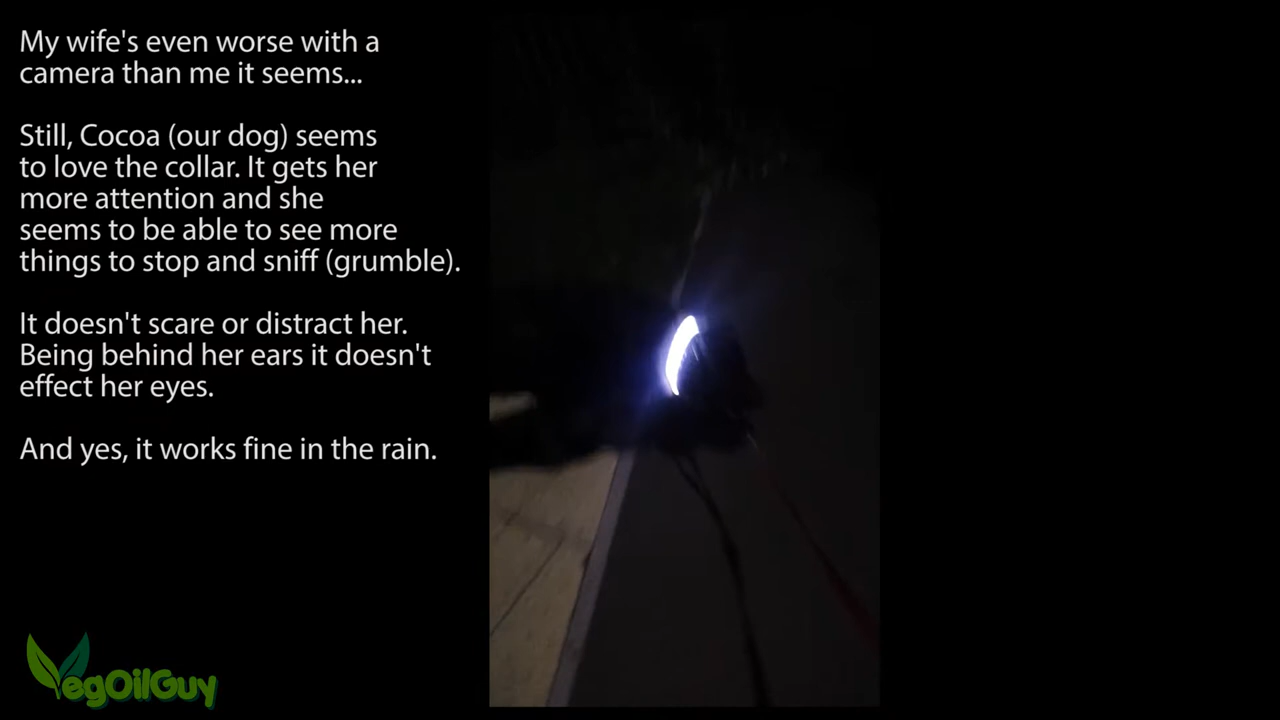 My wife's even worse with a
camera than me it seems...
Still, Cocoa (our dog) seems
to love the collar. It gets her
more attention and she
seems to be able to see more
things to stop and sniff (grumble).
It doesn't scare or distract her.
Being behind her ears it doesn't
effect her eyes.
And yes, it works fine in the rain.
VegOilGuy